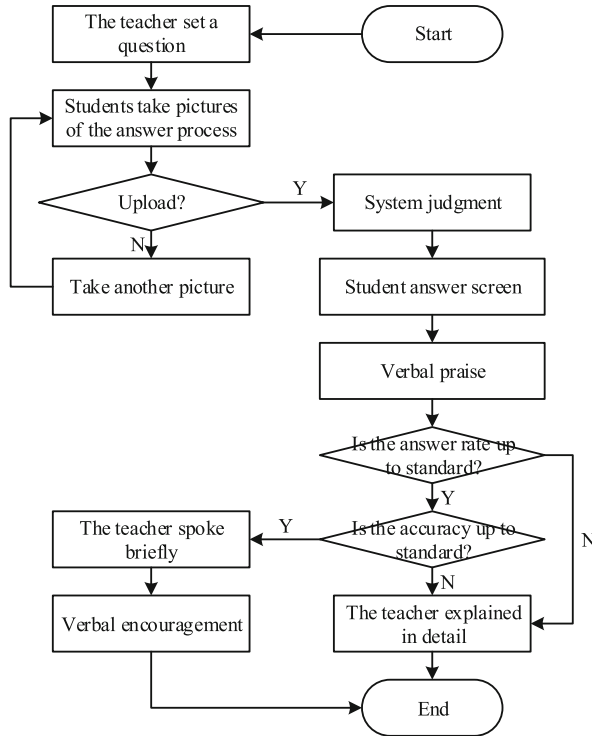 The teacher set a
question
Start
Students take pictures
of the answer process
Upload?
Y
System judgment
N
Take another picture
Student answer screen
Verbal praise
Is the answer rate up
to standard?
Y
N
Is the accuracy up to
standard?
Y
The teacher spoke
briefly
N
Verbal encouragement
The teacher explained
in detail
End